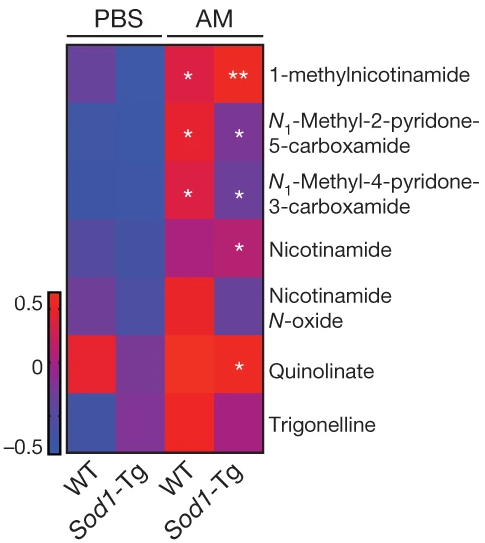 PBS AM
* ** 1-methylnicotinamide
* * N1-Methyl-2-pyridone-
5-carboxamide
* * N1-Methyl-4-pyridone-
3-carboxamide
* Nicotinamide
Nicotinamide
N-oxide
* Quinolinate
Trigonelline
0.5
0
–0.5
WT Sod1-Tg WT Sod1-Tg